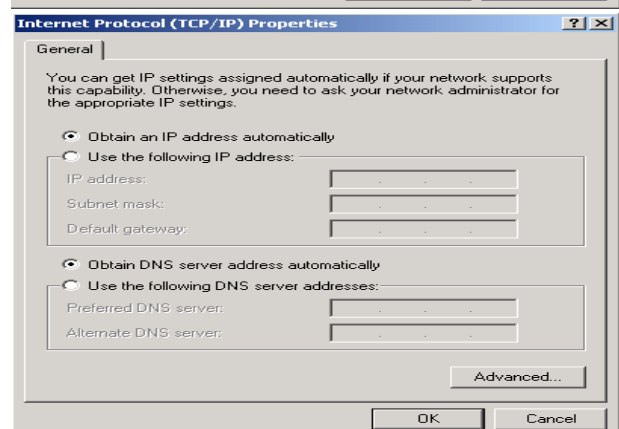 Internet Protocol (TCP/IP) Properties
General
You can get IP settings assigned automatically if your network supports
this capability. Otherwise, you need to ask your network administrator for
the appropriate IP settings.
Obtain an IP address automatically
Use the following IP address:
IP address:
Subnet mask:
Default gateway:
Obtain DNS server address automatically
Use the following DNS server addresses:
Preferred DNS server:
Alternate DNS server:
Advanced...
OK Cancel